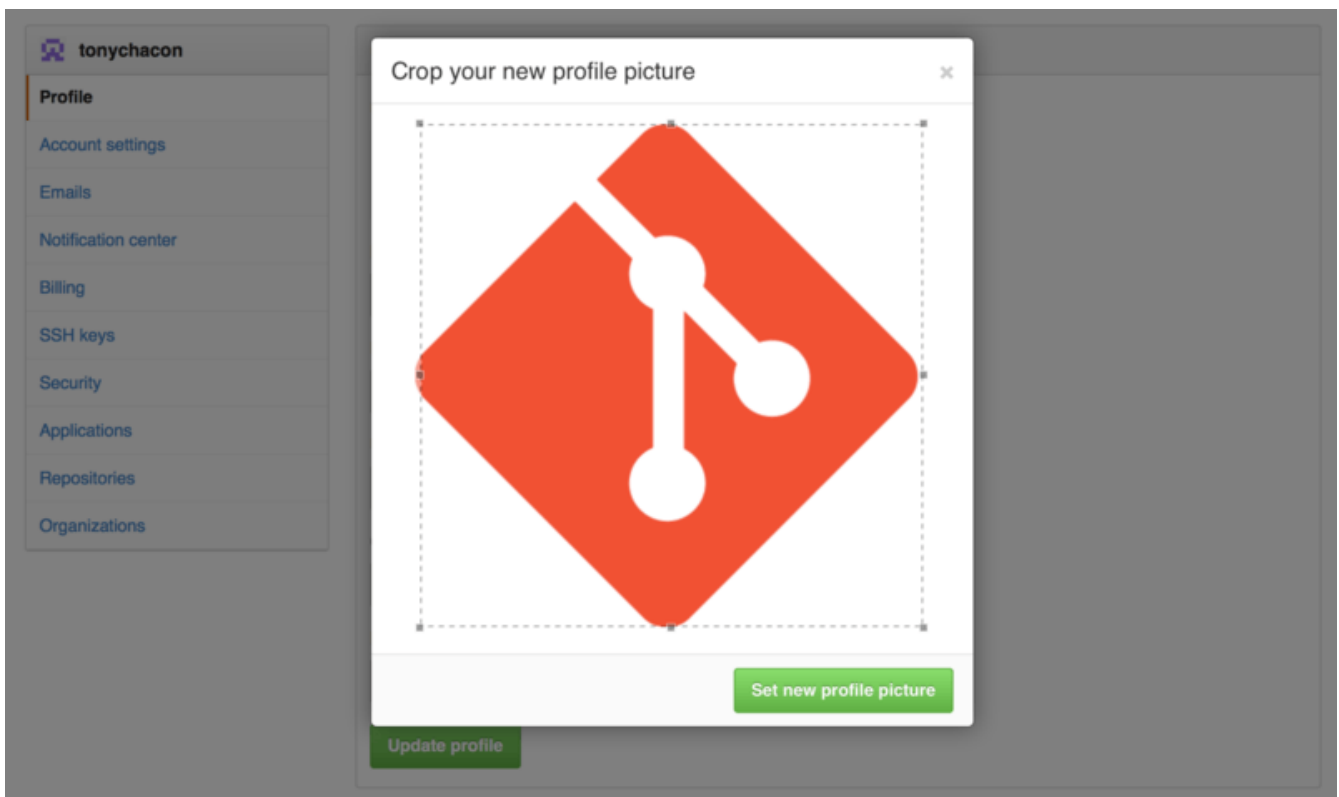 tonychacon
Profile
Account settings
Emails
Notification center
Billing
SSH keys
Security
Applications
Repositories
Organizations
Crop your new profile picture
×
Set new profile picture
Update profile